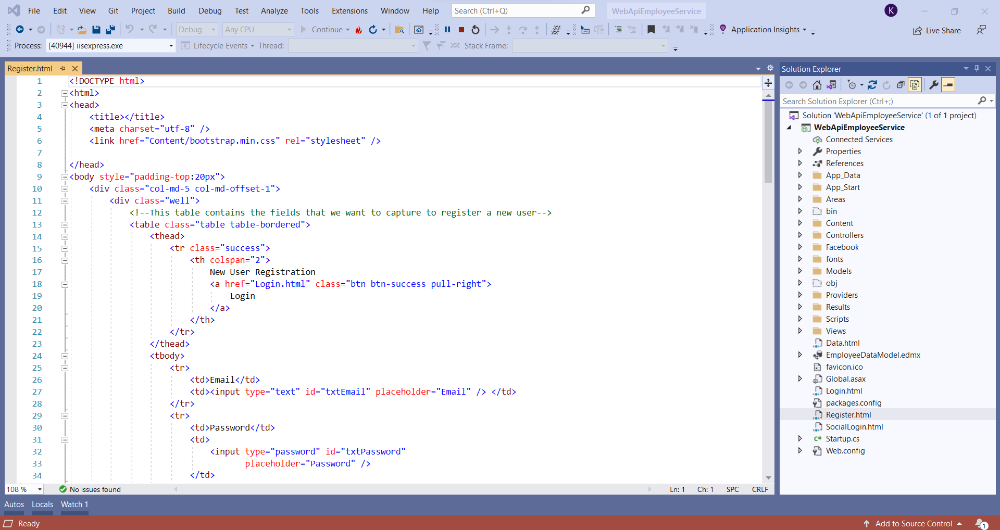 File Edit View Git Project Build Debug Test Analyze Tools Extensions Window Help Search (Ctrl+Q) WebApiEmployeeService K
Debug Any CPU Continue Application Insights Live Share
Process: [40944] iisexpress.exe Lifecycle Events Thread: Stack Frame:
Register.html
1 <!DOCTYPE html>
2 <html>
3 <head>
4 <title></title>
5 <meta charset="utf-8" />
6 <link href="Content/bootstrap.min.css" rel="stylesheet" />
7
8 </head>
9 <body style="padding-top:20px">
10 <div class="col-md-5 col-md-offset-1">
11 <div class="well">
12 <!--This table contains the fields that we want to capture to register a new user-->
13 <table class="table table-bordered">
14 <thead>
15 <tr class="success">
16 <th colspan="2">
17 New User Registration
18 <a href="Login.html" class="btn btn-success pull-right">
19 Login
20 </a>
21 </th>
22 </tr>
23 </thead>
24 <tbody>
25 <tr>
26 <td>Email</td>
27 <td><input type="text" id="txtEmail" placeholder="Email" /> </td>
28 </tr>
29 <tr>
30 <td>Password</td>
31 <td>
32 <input type="password" id="txtPassword"
33 placeholder="Password" />
34 </td>
108 % No issues found Ln: 1 Ch: 1 SPC CRLF
Solution Explorer
Search Solution Explorer (Ctrl+;)
Solution 'WebApiEmployeeService' (1 of 1 project)
WebApiEmployeeService
Connected Services
Properties
References
App_Data
App_Start
Areas
bin
Content
Controllers
Facebook
fonts
Models
obj
Providers
Results
Scripts
Views
Data.html
EmployeeDataModel.edmx
favicon.ico
Global.asax
Login.html
packages.config
Register.html
SocialLogin.html
C# Startup.cs
Web.config
Autos Locals Watch 1
Ready Add to Source Control 1